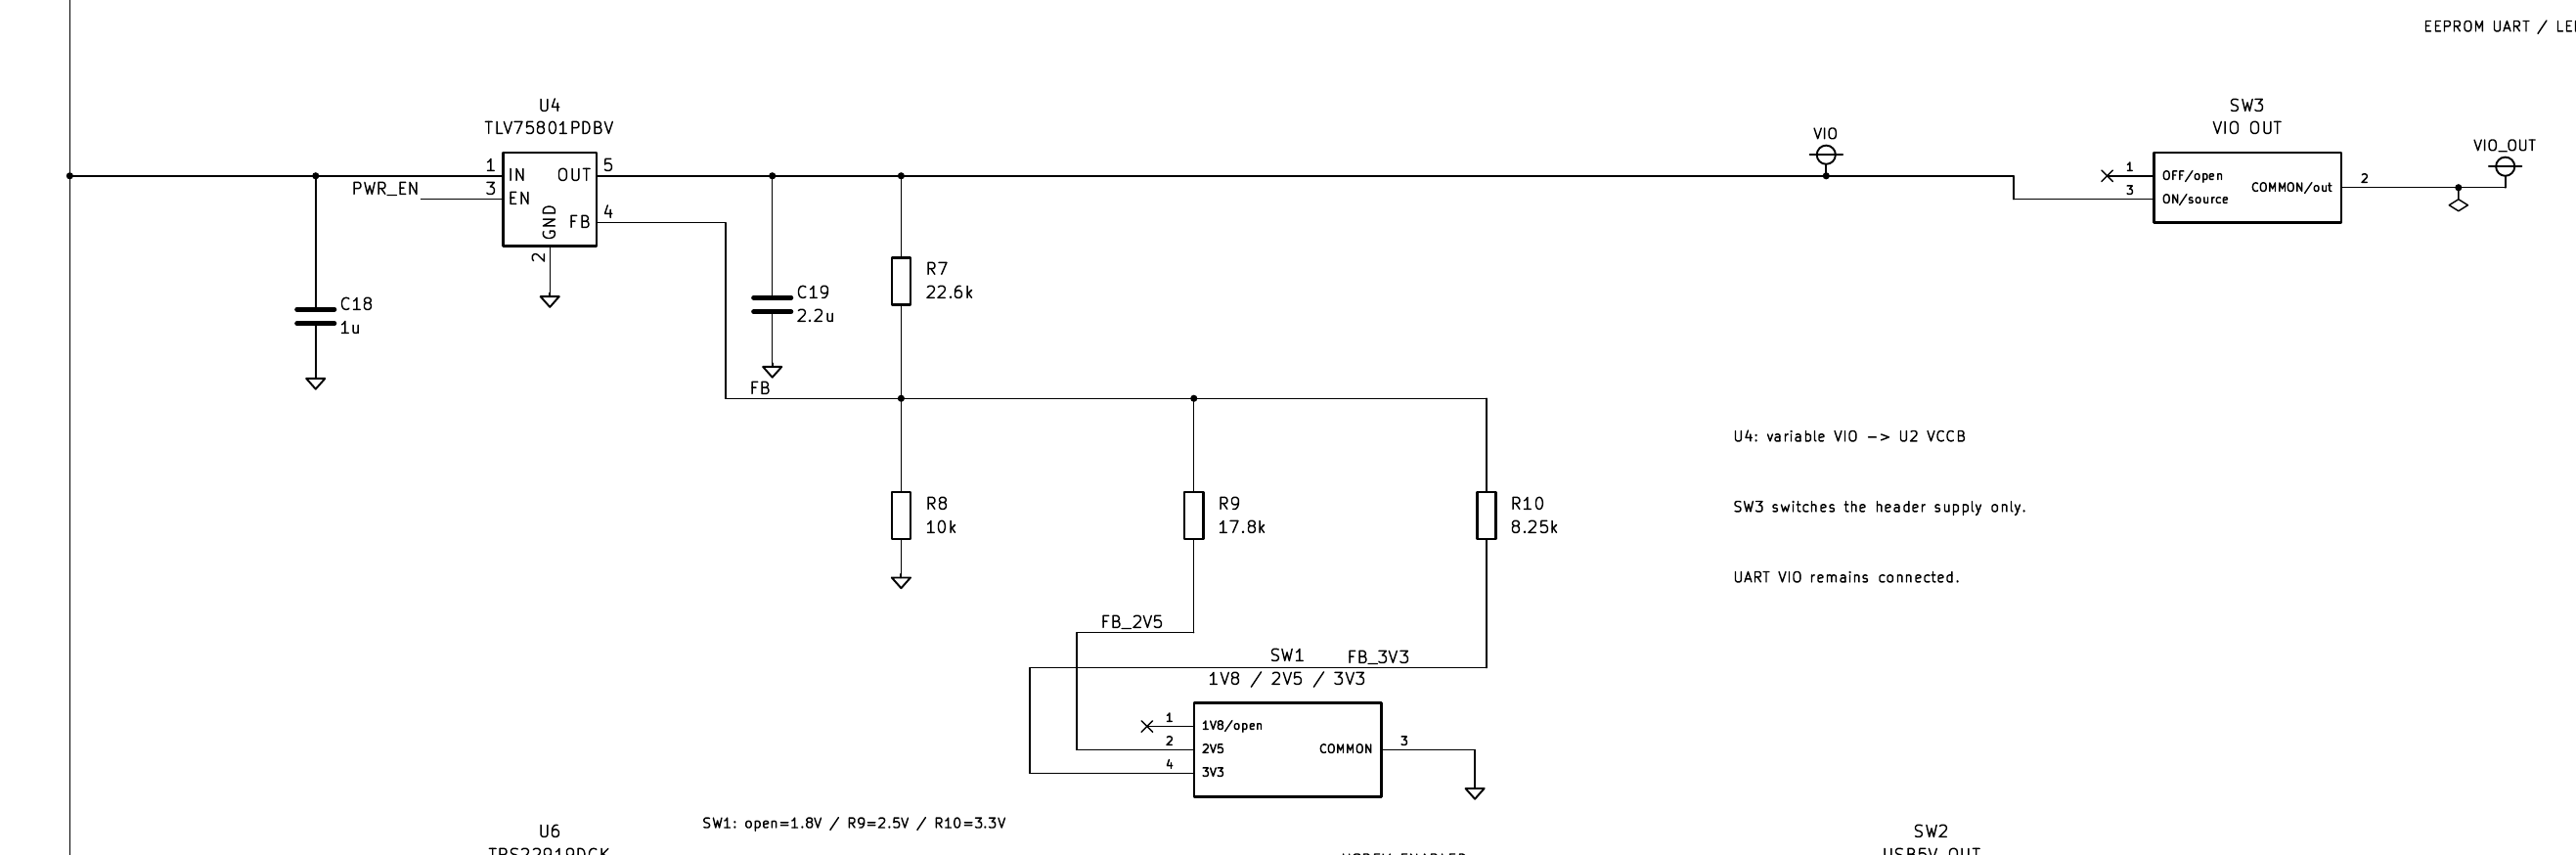 EEPROM UART / LE
U4
TLV75801PDBV
1
IN
OUT
5
PWR_EN
3
EN
GND
FB
4
2
C18
1u
C19
2.2u
R7
22.6k
FB
VIO
SW3
VIO OUT
1
OFF/open
3
ON/source
COMMON/out
2
VIO_OUT
R8
10k
R9
17.8k
R10
8.25k
U4: variable VIO -> U2 VCCB
SW3 switches the header supply only.
UART VIO remains connected.
FB_2V5
SW1
FB_3V3
1V8 / 2V5 / 3V3
1
1V8/open
2
2V5
COMMON
3
4
3V3
SW1: open=1.8V / R9=2.5V / R10=3.3V
U6
SW2